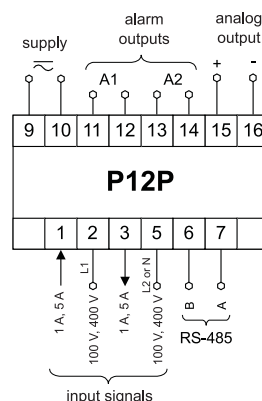 supply
alarm
outputs
analog
output
A1
A2
+
-
9
10
11
12
13
14
15
16
P12P
1
2
3
5
6
7
1 A, 5 A
L1
100 V, 400 V
1 A, 5 A
L2 or N
100 V, 400 V
B
A
RS-485
input signals